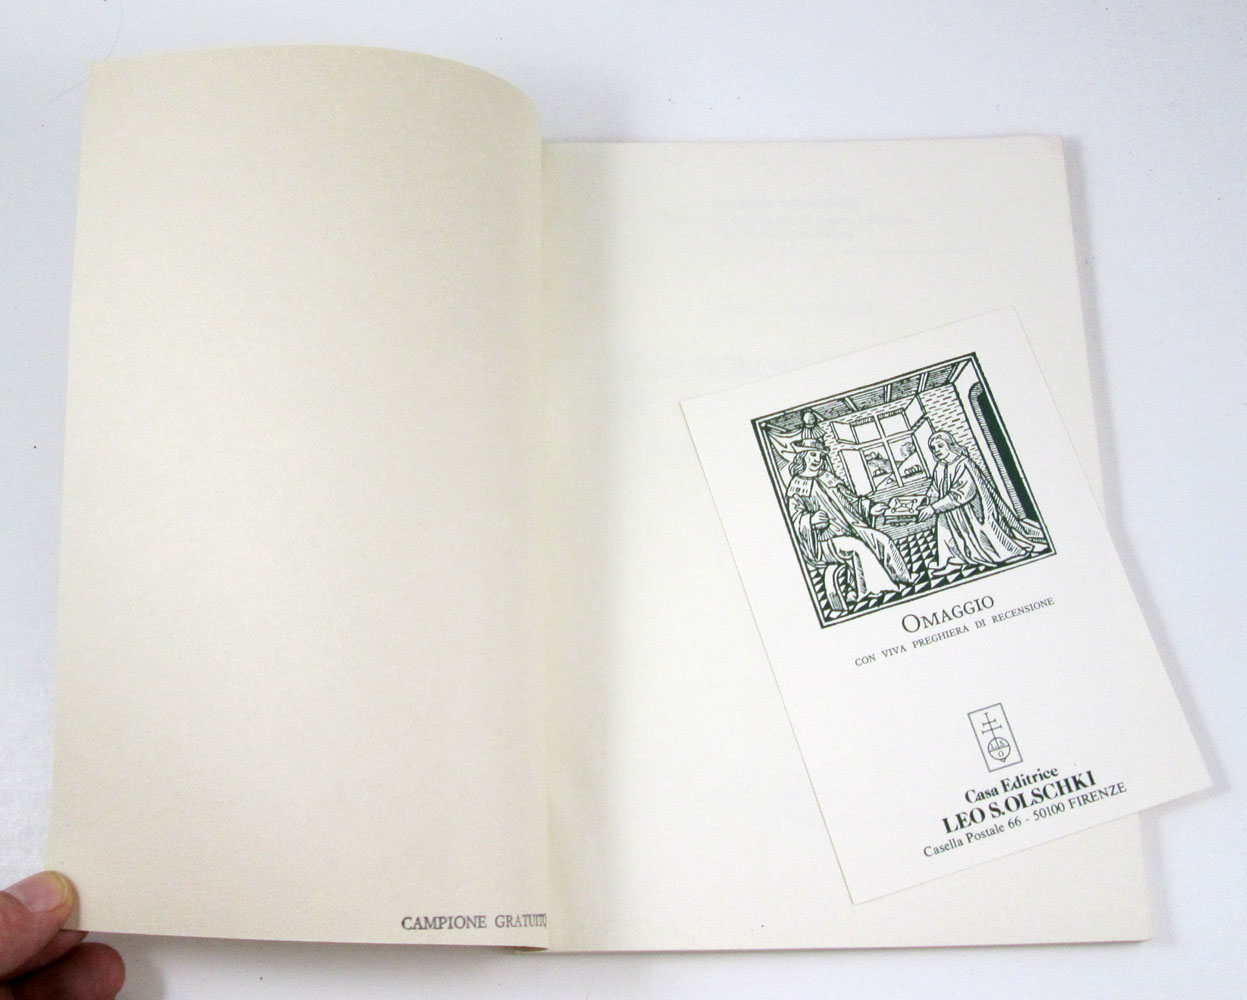 CAMPIONE GRATUITO
OMAGGIO
CON VIVA PREGHIERA DI RECENSIONE
Casa Editrice
LEO S. OLSCHKI
Casella Postale 66 - 50100 FIRENZE